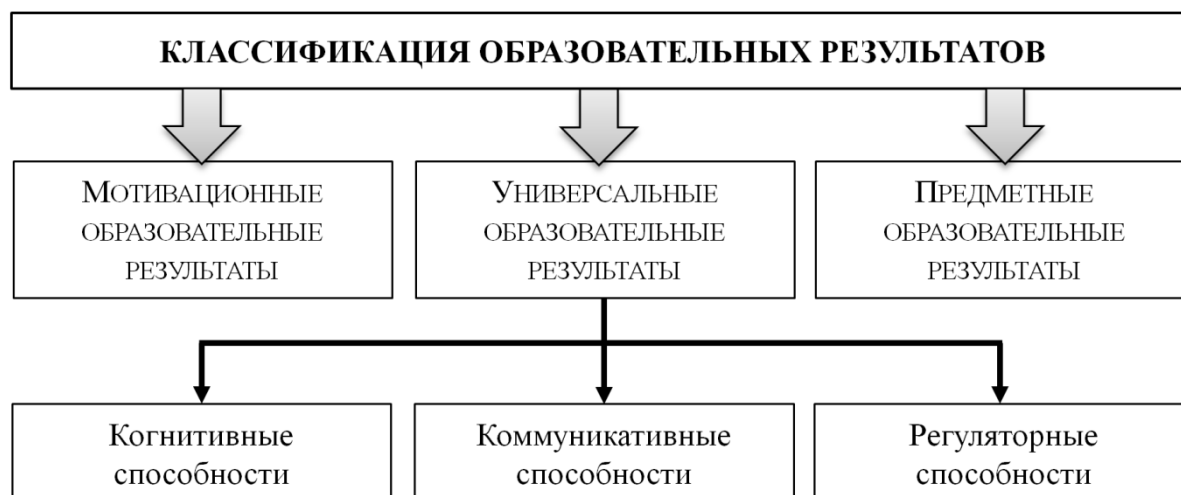 КЛАССИФИКАЦИЯ ОБРАЗОВАТЕЛЬНЫХ РЕЗУЛЬТАТОВ
МОТИВАЦИОННЫЕ
ОБРАЗОВАТЕЛЬНЫЕ
РЕЗУЛЬТАТЫ
УНИВЕРСАЛЬНЫЕ
ОБРАЗОВАТЕЛЬНЫЕ
РЕЗУЛЬТАТЫ
ПРЕДМЕТНЫЕ
ОБРАЗОВАТЕЛЬНЫЕ
РЕЗУЛЬТАТЫ
Когнитивные
способности
Коммуникативные
способности
Регуляторные
способности